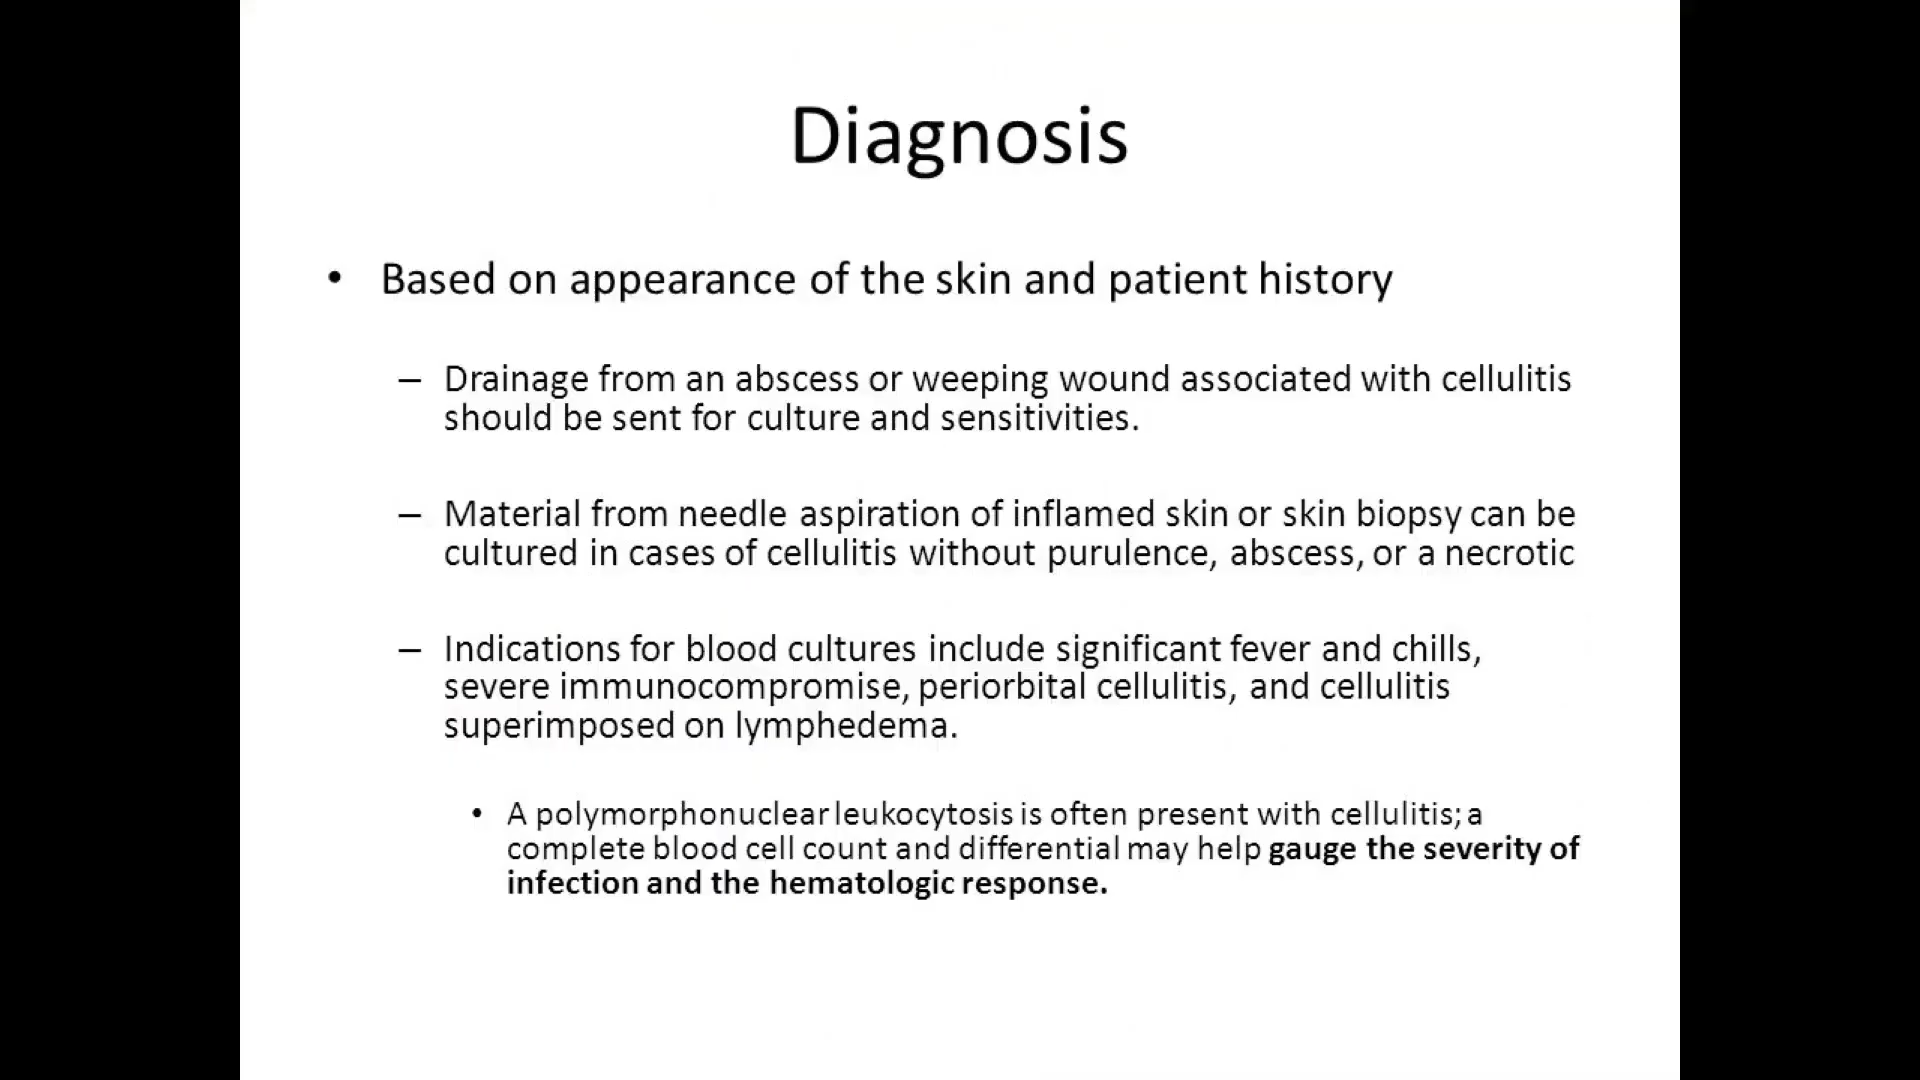 Diagnosis
• Based on appearance of the skin and patient history
– Drainage from an abscess or weeping wound associated with cellulitis
should be sent for culture and sensitivities.
– Material from needle aspiration of inflamed skin or skin biopsy can be
cultured in cases of cellulitis without purulence, abscess, or a necrotic
– Indications for blood cultures include significant fever and chills,
severe immunocompromise, periorbital cellulitis, and cellulitis
superimposed on lymphedema.
• A polymorphonuclear leukocytosis is often present with cellulitis; a
complete blood cell count and differential may help gauge the severity of
infection and the hematologic response.